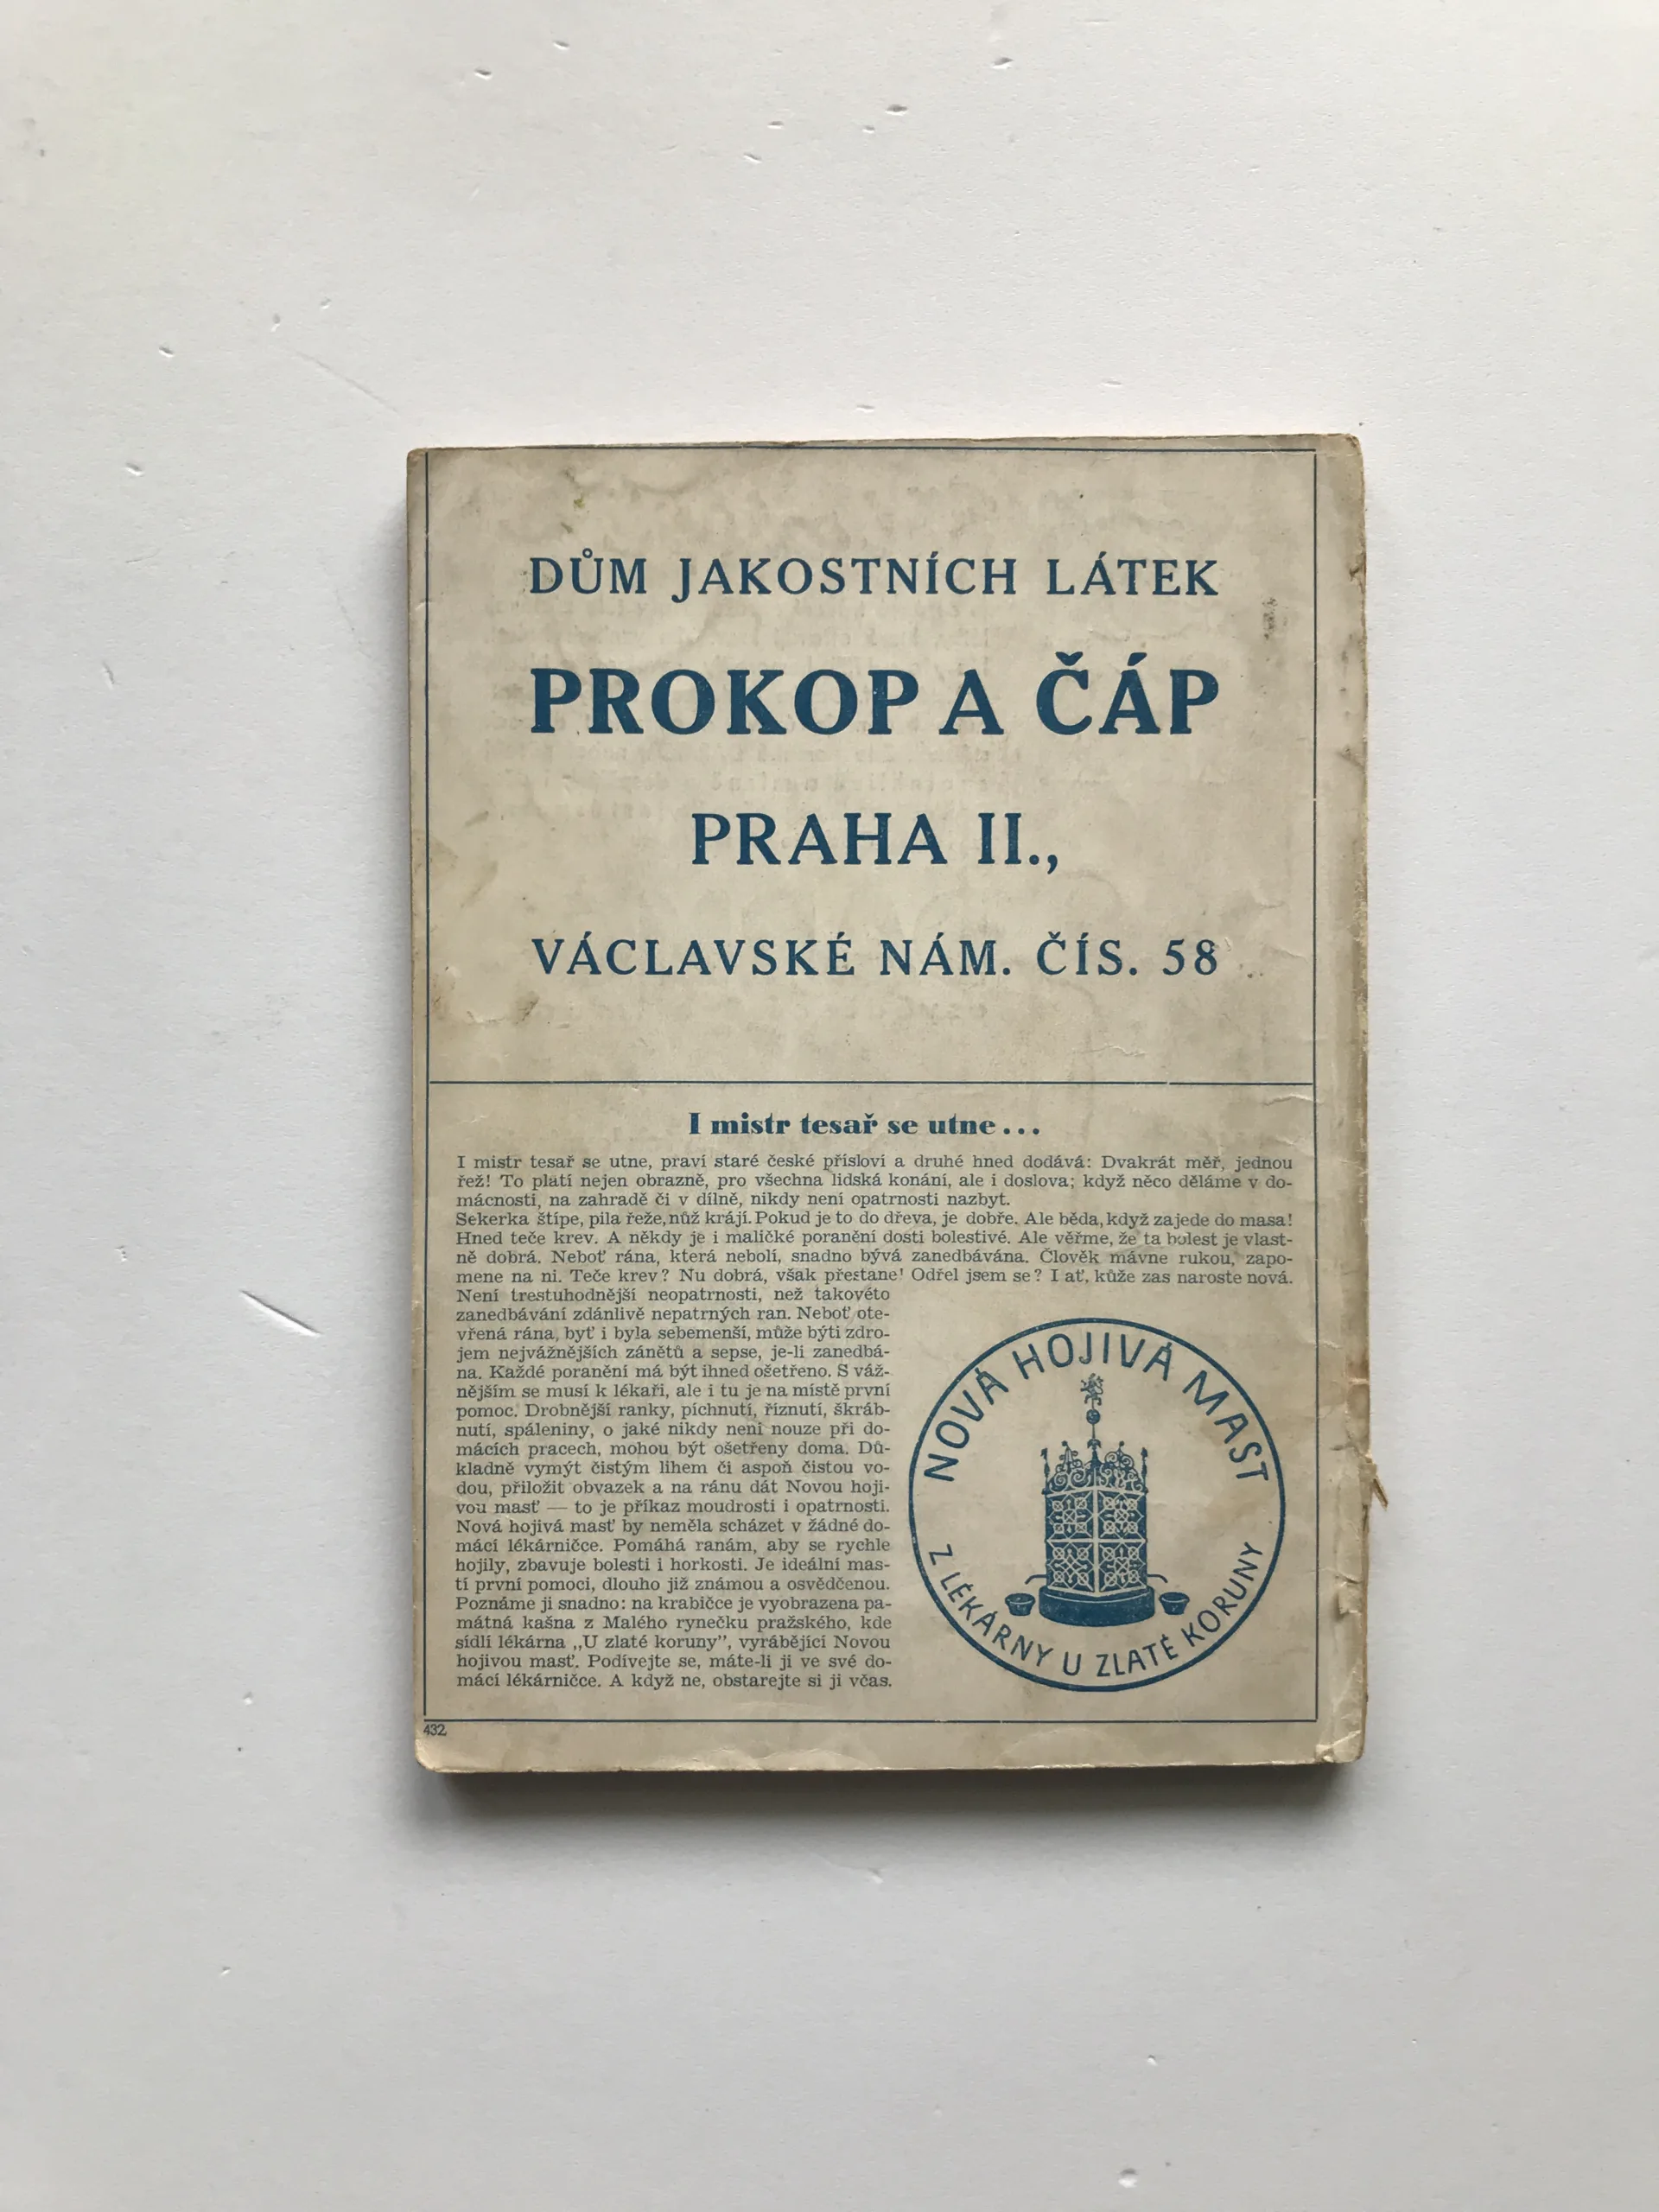 DŮM JAKOSTNÍCH LÁTEK
PROKOP A ČÁP
PRAHA II.,
VÁCLAVSKÉ NÁM. ČÍS. 58
I mistr tesař se utne...
I mistr tesař se utne, praví staré české přísloví a druhé hned dodává: Dvakrát měř, jednou
řež! To platí nejen obrazně, pro všechna lidská konání, ale i doslova; když něco děláme v do-
mácnosti, na zahradě či v dílně, nikdy není opatrnosti nazbyt.
Sekerka štípe, pila řeže, nůž krájí. Pokud je to do dřeva, je dobře. Ale běda, když zajede do masa!
Hned teče krev. A někdy je i maličké poranění dosti bolestivé. Ale věřme, že ta bolest je vlast-
ně dobrá. Neboť rána, která nebolí, snadno bývá zanedbávána. Člověk mávne rukou, zapo-
mene na ni. Teče krev? Nu dobrá, však přestane! Odřel jsem se? I ať, kůže zas naroste nová.
Není trestuhodnější neopatrnosti, než takovéto
zanedbávání zdánlivě nepatrných ran. Neboť ote-
vřená rána, byť i byla sebemenší, může býti zdro-
jem nejvážnějších zánětů a sepse, je-li zanedbá-
na. Každé poranění má být ihned ošetřeno. S váž-
nějším se musí k lékaři, ale i tu je na místě první
pomoc. Drobnější ranky, píchnutí, říznutí, škráb-
nutí, spáleniny, o jaké nikdy není nouze při do-
mácích pracech, mohou být ošetřeny doma. Dů-
kladně vymýt čistým lihem či aspoň čistou vo-
dou, přiložit obvazek a na ránu dát Novou hoji-
vou masť — to je příkaz moudrosti i opatrnosti.
Nová hojivá masť by neměla scházet v žádné do-
mácí lékárničce. Pomáhá ranám, aby se rychle
hojily, zbavuje bolesti i horkosti. Je ideální mas-
tí první pomoci, dlouho již známou a osvědčenou.
Poznáme ji snadno: na krabičce je vyobrazena pa-
mátná kašna z Malého rynečku pražského, kde
sídlí lékárna „U zlaté koruny", vyrábějící Novou
hojivou masť. Podívejte se, máte-li ji ve své do-
mácí lékárničce. A když ne, obstarejte si ji včas.
NOVÁ HOJIVÁ MAST
Z LÉKÁRNY U ZLATÉ KORUNY
432